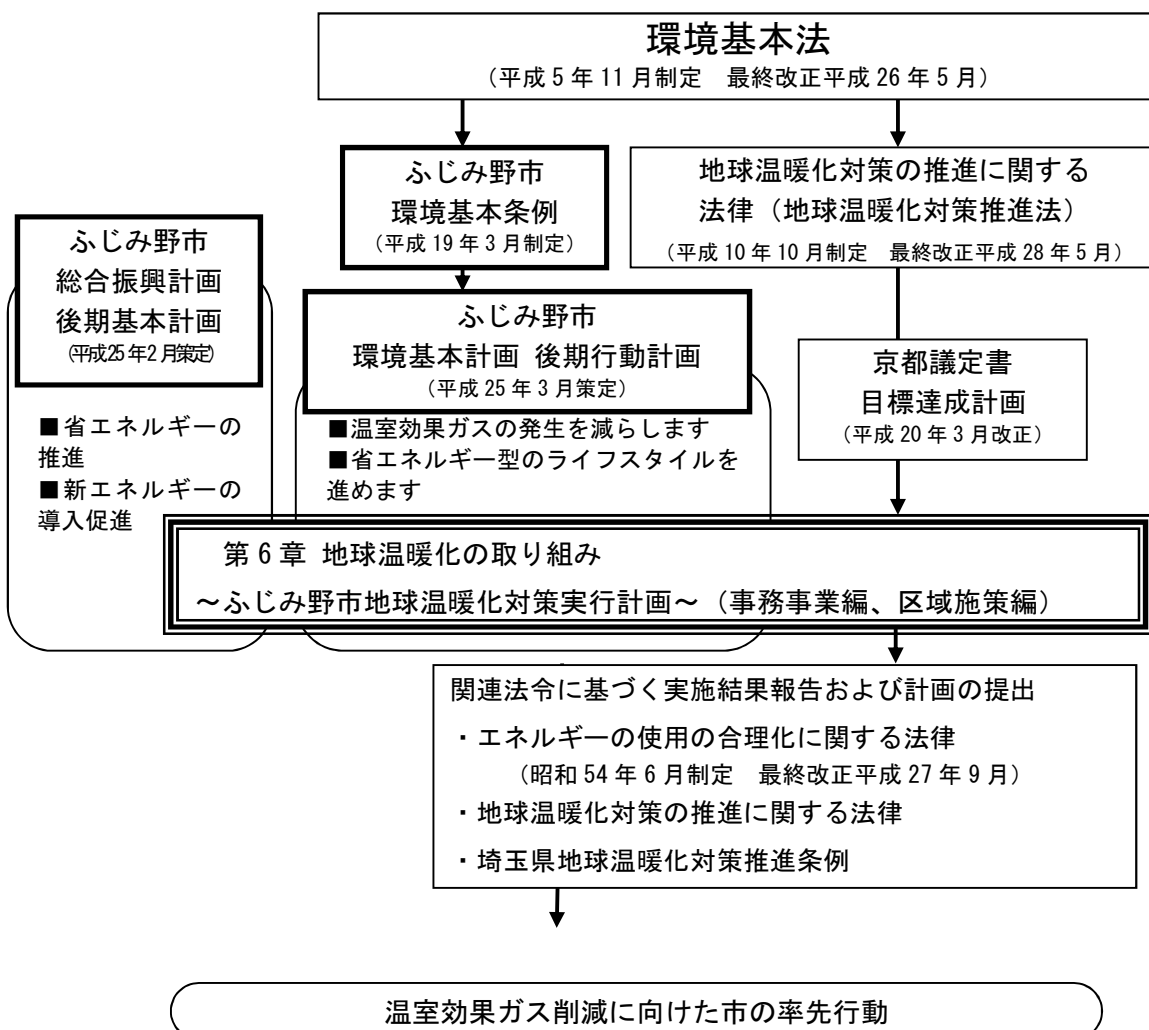 環境基本法
（平成5年11月制定　最終改正平成26年5月）
ふじみ野市
環境基本条例
（平成19年3月制定）
地球温暖化対策の推進に関する
法律（地球温暖化対策推進法）
（平成10年10月制定　最終改正平成28年5月）
ふじみ野市
総合振興計画
後期基本計画
（平成25年2月策定）
■省エネルギーの
推進
■新エネルギーの
導入促進
ふじみ野市
環境基本計画 後期行動計画
（平成25年3月策定）
■温室効果ガスの発生を減らします
■省エネルギー型のライフスタイルを
進めます
京都議定書
目標達成計画
（平成20年3月改正）
第6章 地球温暖化の取り組み
～ふじみ野市地球温暖化対策実行計画～（事務事業編、区域施策編）
関連法令に基づく実施結果報告および計画の提出
・エネルギーの使用の合理化に関する法律
（昭和54年6月制定　最終改正平成27年9月）
・地球温暖化対策の推進に関する法律
・埼玉県地球温暖化対策推進条例
温室効果ガス削減に向けた市の率先行動